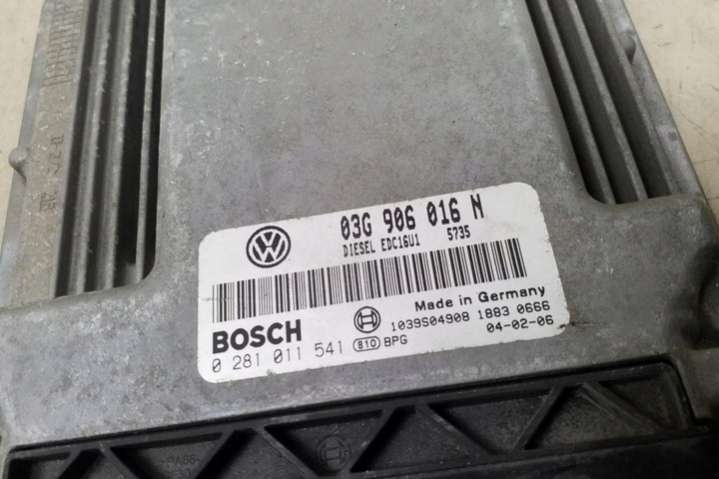 03G 906 016 N
DIESEL EDC16U1 5735
Made in Germany
BOSCH
1039S04908 1883 0666
0 281 011 541 810 BPG 04-02-06